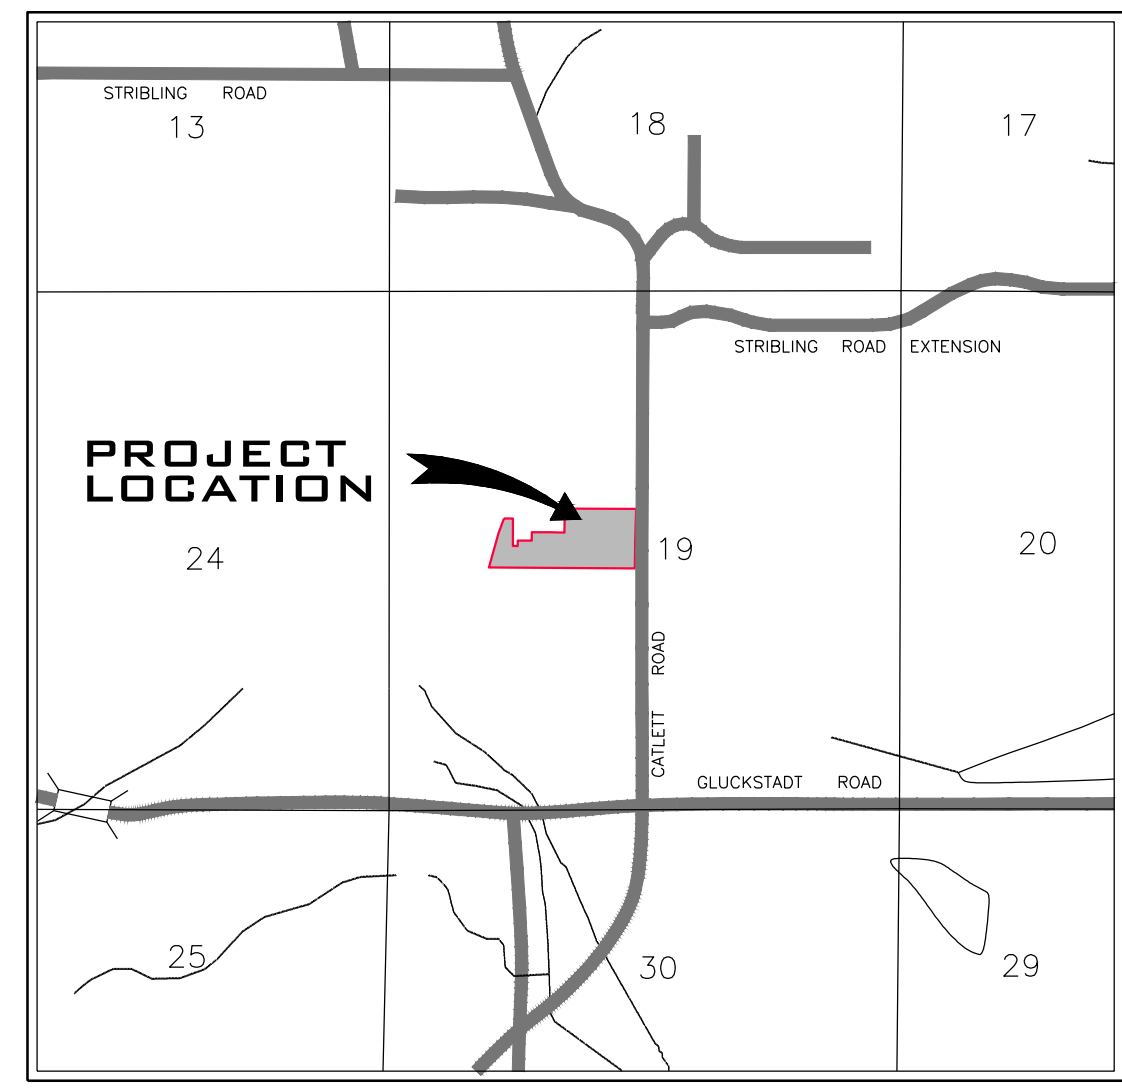 STRIBLING ROAD
13
18
17
STRIBLING ROAD EXTENSION
PROJECT
LOCATION
24
19
20
CATLETT ROAD
GLUCKSTADT ROAD
25
30
29